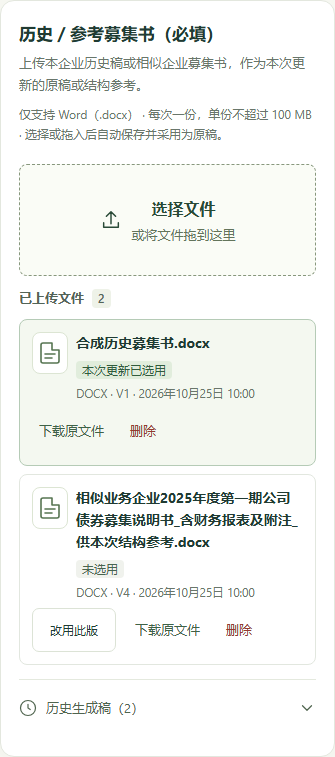 历史 / 参考募集书（必填）
上传本企业历史稿或相似企业募集书，作为本次更
新的原稿或结构参考。
仅支持 Word（.docx） · 每次一份，单份不超过 100 MB
· 选择或拖入后自动保存并采用为原稿。
选择文件
或将文件拖到这里
已上传文件 2
合成历史募集书.docx
本次更新已选用
DOCX · V1 · 2026年10月25日 10:00
下载原文件 删除
相似业务企业2025年度第一期公司
债券募集说明书_含财务报表及附注_
供本次结构参考.docx
未选用
DOCX · V4 · 2026年10月25日 10:00
改用此版 下载原文件 删除
历史生成稿（2）